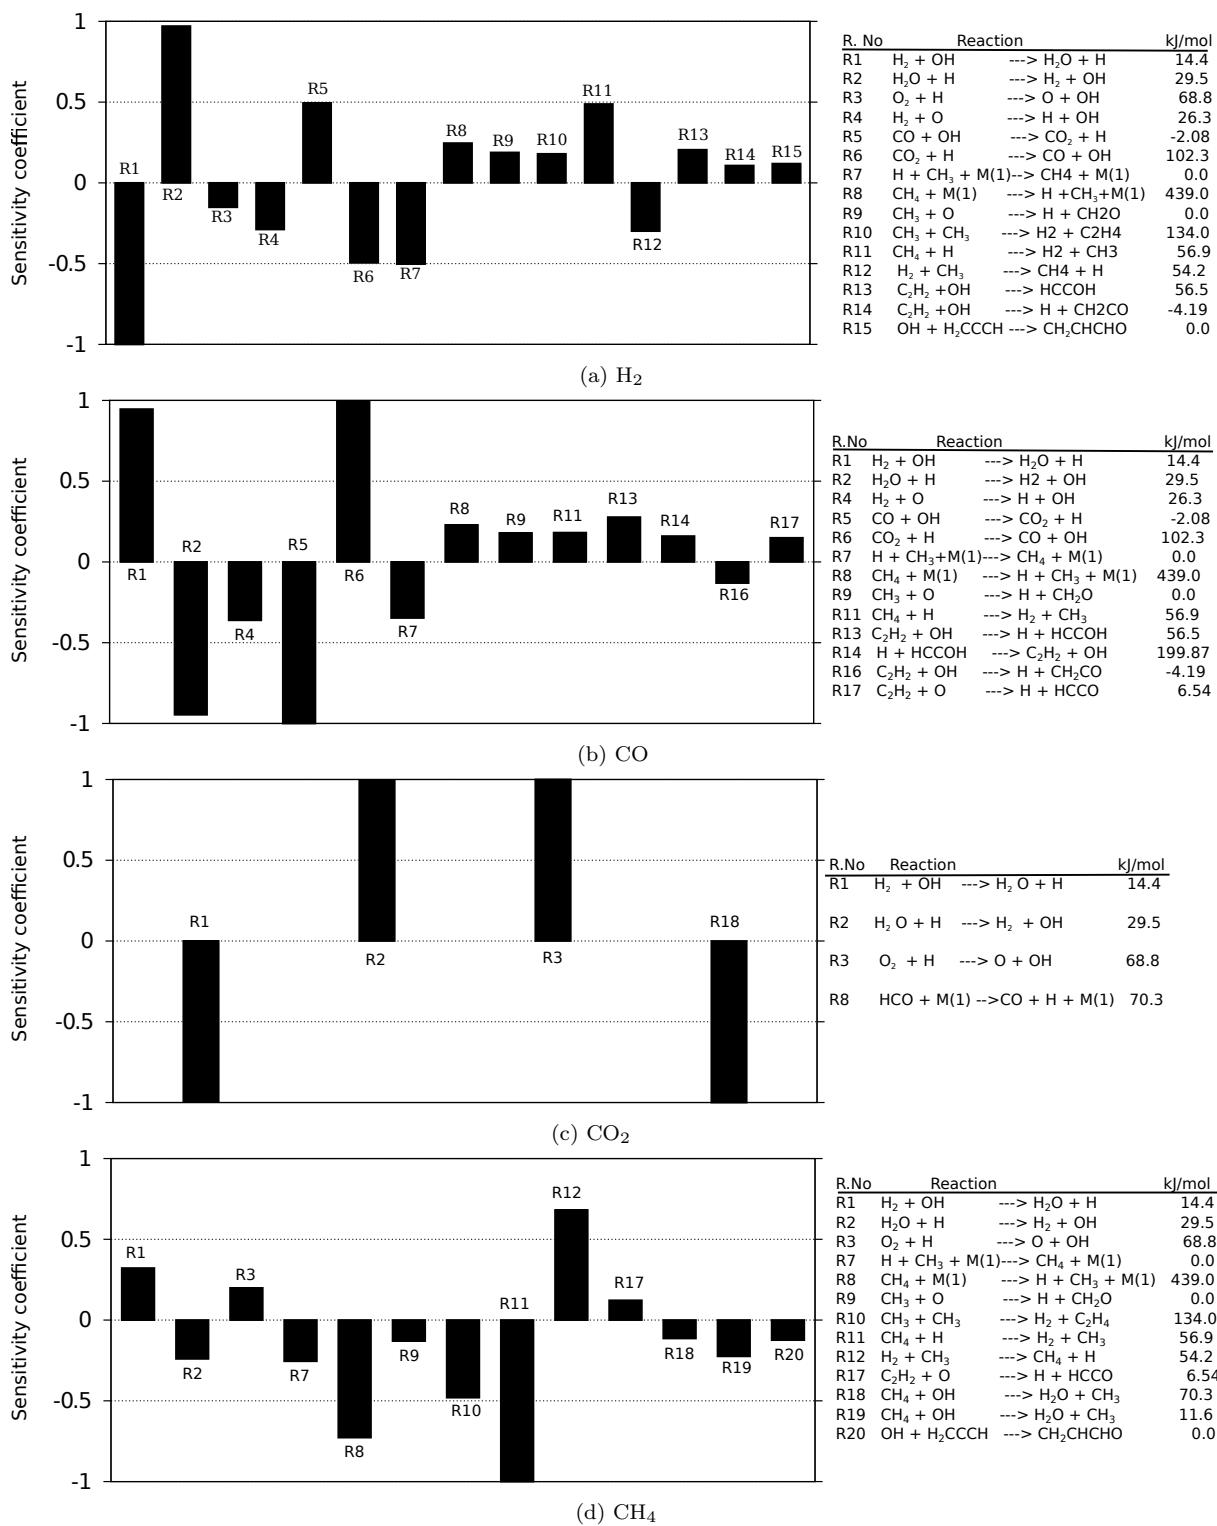 Sensitivity coefficient
1
0.5
0
-0.5
-1
R1
R2
R3
R4
R5
R6
R7
R8
R9
R10
R11
R12
R13
R14
R15
R. No Reaction kJ/mol
R1 H₂ + OH ---> H₂O + H 14.4
R2 H₂O + H ---> H₂ + OH 29.5
R3 O₂ + H ---> O + OH 68.8
R4 H₂ + O ---> H + OH 26.3
R5 CO + OH ---> CO₂ + H -2.08
R6 CO₂ + H ---> CO + OH 102.3
R7 H + CH₃ + M(1)--> CH4 + M(1) 0.0
R8 CH₄ + M(1) ---> H +CH₃+M(1) 439.0
R9 CH₃ + O ---> H + CH2O 0.0
R10 CH₃ + CH₃ ---> H2 + C2H4 134.0
R11 CH₄ + H ---> H2 + CH3 56.9
R12 H₂ + CH₃ ---> CH4 + H 54.2
R13 C₂H₂ +OH ---> HCCOH 56.5
R14 C₂H₂ +OH ---> H + CH2CO -4.19
R15 OH + H₂CCCH ---> CH₂CHCHO 0.0
(a) H₂
Sensitivity coefficient
1
0.5
0
-0.5
-1
R1
R2
R4
R5
R6
R7
R8
R9
R11
R13
R14
R16
R17
R.No Reaction kJ/mol
R1 H₂ + OH ---> H₂O + H 14.4
R2 H₂O + H ---> H2 + OH 29.5
R4 H₂ + O ---> H + OH 26.3
R5 CO + OH ---> CO₂ + H -2.08
R6 CO₂ + H ---> CO + OH 102.3
R7 H + CH₃+M(1)---> CH₄ + M(1) 0.0
R8 CH₄ + M(1) ---> H + CH₃ + M(1) 439.0
R9 CH₃ + O ---> H + CH₂O 0.0
R11 CH₄ + H ---> H₂ + CH₃ 56.9
R13 C₂H₂ + OH ---> H + HCCOH 56.5
R14 H + HCCOH ---> C₂H₂ + OH 199.87
R16 C₂H₂ + OH ---> H + CH₂CO -4.19
R17 C₂H₂ + O ---> H + HCCO 6.54
(b) CO
Sensitivity coefficient
1
0.5
0
-0.5
-1
R1
R2
R3
R18
R.No Reaction kJ/mol
R1 H₂ + OH ---> H₂ O + H 14.4
R2 H₂ O + H ---> H₂ + OH 29.5
R3 O₂ + H ---> O + OH 68.8
R8 HCO + M(1) -->CO + H + M(1) 70.3
(c) CO₂
Sensitivity coefficient
1
0.5
0
-0.5
-1
R1
R2
R3
R7
R8
R9
R10
R11
R12
R17
R18
R19
R20
R.No Reaction kJ/mol
R1 H₂ + OH ---> H₂O + H 14.4
R2 H₂O + H ---> H₂ + OH 29.5
R3 O₂ + H ---> O + OH 68.8
R7 H + CH₃ + M(1)---> CH₄ + M(1) 0.0
R8 CH₄ + M(1) ---> H + CH₃ + M(1) 439.0
R9 CH₃ + O ---> H + CH₂O 0.0
R10 CH₃ + CH₃ ---> H₂ + C₂H₄ 134.0
R11 CH₄ + H ---> H₂ + CH₃ 56.9
R12 H₂ + CH₃ ---> CH₄ + H 54.2
R17 C₂H₂ + O ---> H + HCCO 6.54
R18 CH₄ + OH ---> H₂O + CH₃ 70.3
R19 CH₄ + OH ---> H₂O + CH₃ 11.6
R20 OH + H₂CCCH ---> CH₂CHCHO 0.0
(d) CH₄